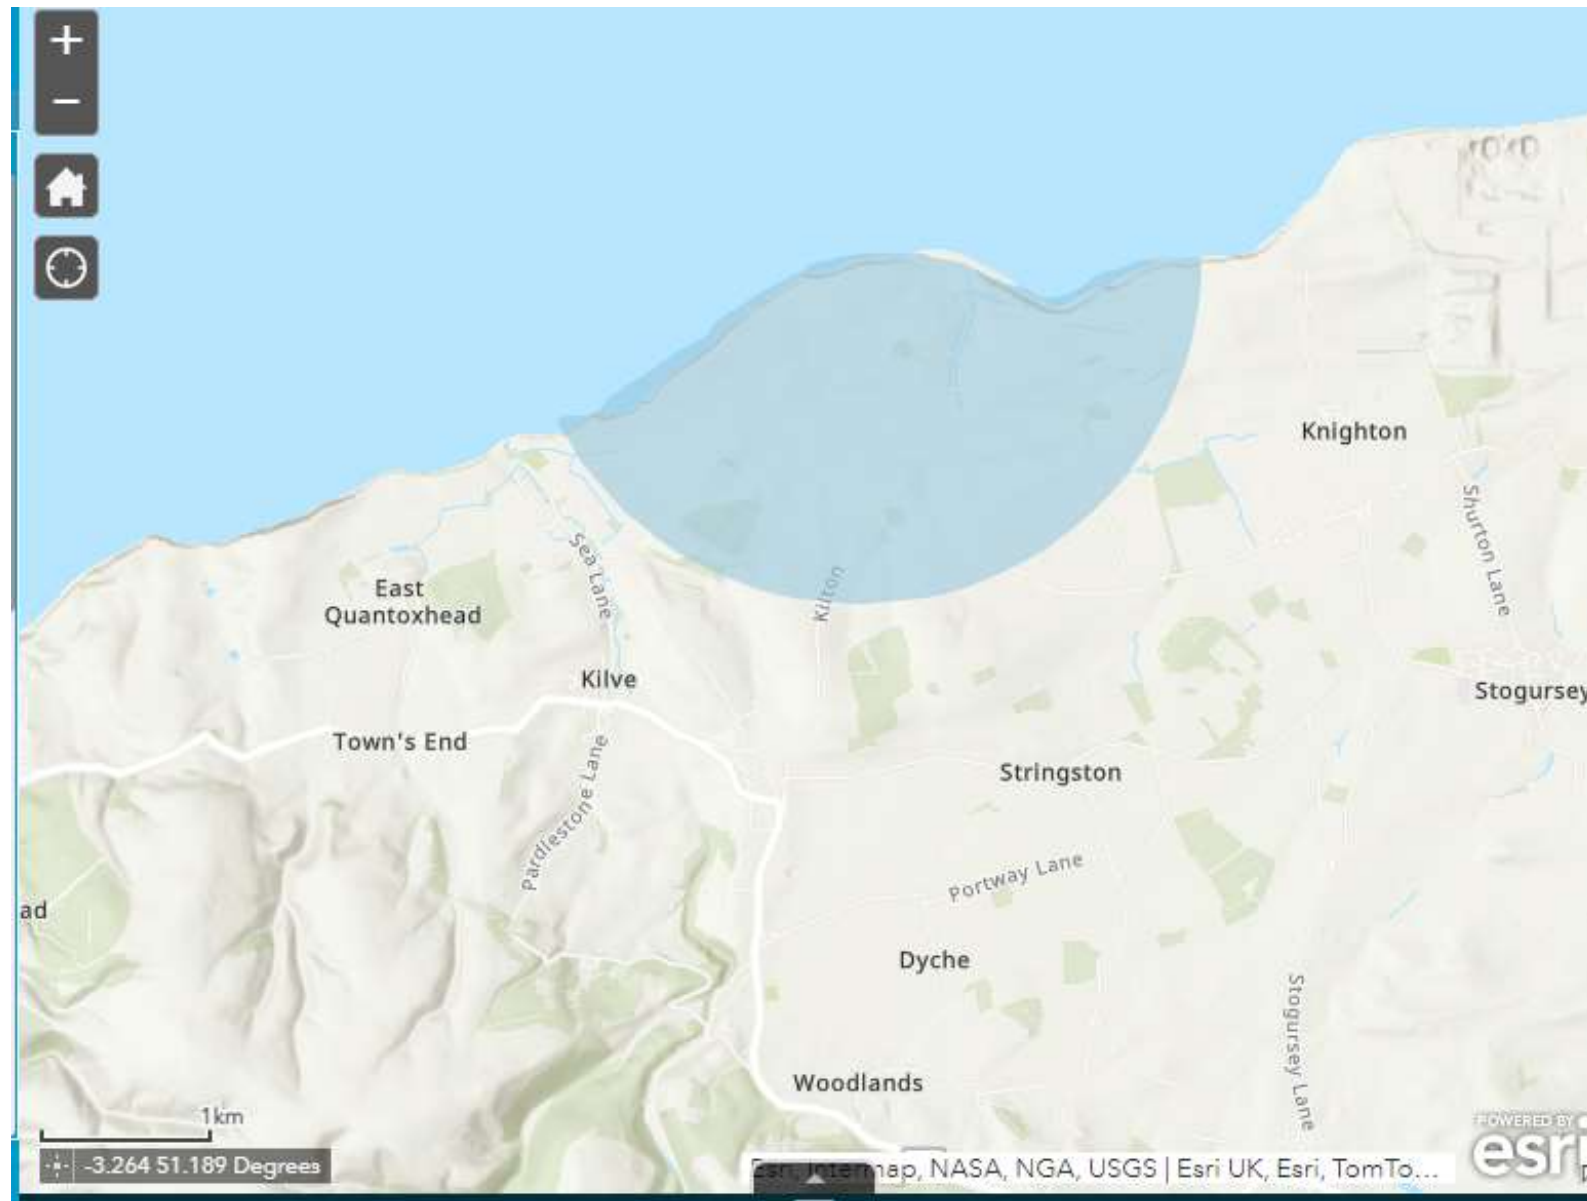 +
−
Knighton
Shurton Lane
Sea Lane
East
Quantoxhead
Kilton
Kilve
Stogursey
Town's End
Pardlestone Lane
Stringston
Portway Lane
ad
Dyche
Stogursey Lane
Woodlands
1km
-3.264 51.189 Degrees
Esri, Intermap, NASA, NGA, USGS | Esri UK, Esri, TomTo...
POWERED BY
esri